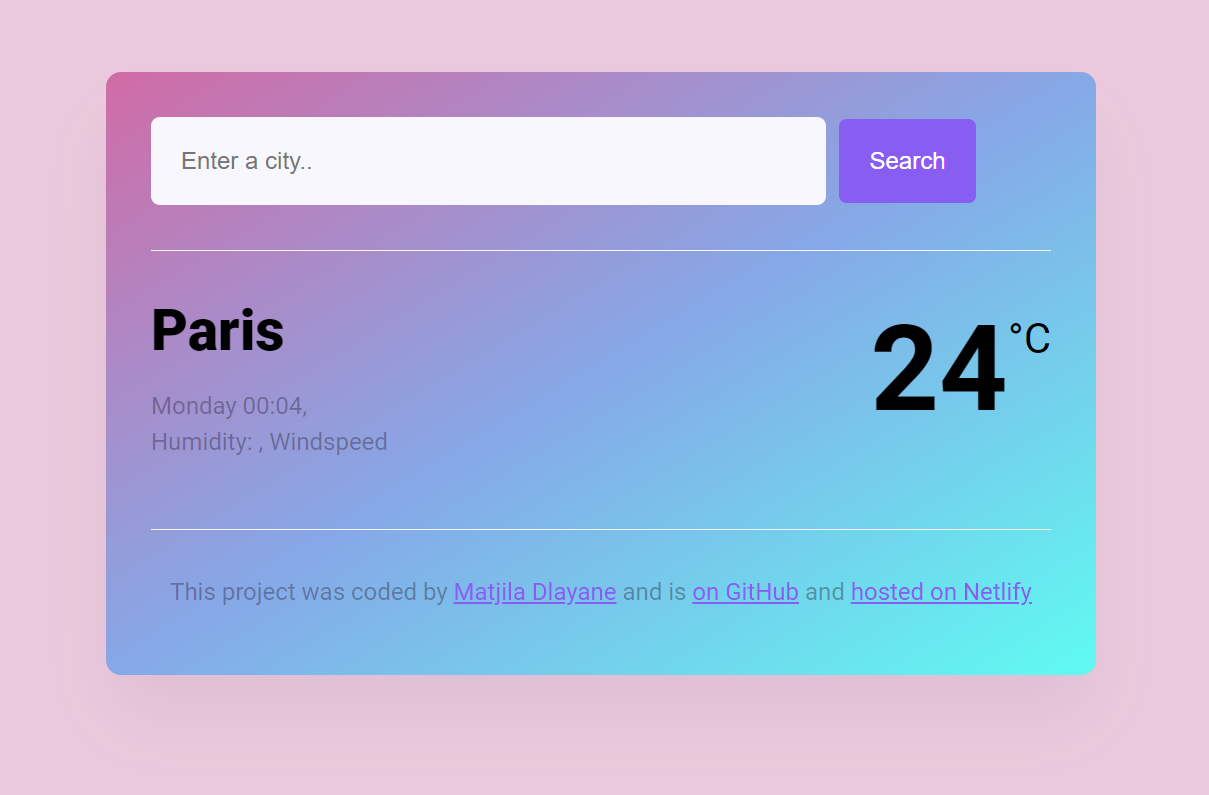 Enter a city..
Search
Paris
24
°C
Monday 00:04,
Humidity: , Windspeed
This project was coded by Matjila Dlayane and is on GitHub and hosted on Netlify